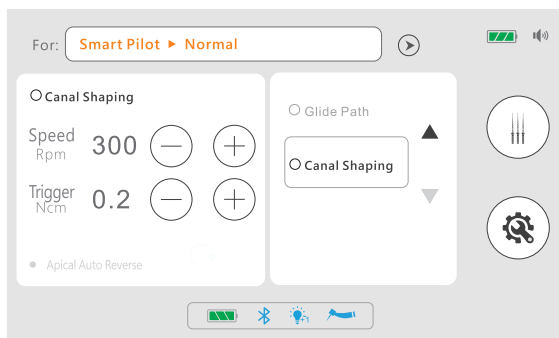 For: Smart Pilot ► Normal
Canal Shaping
Speed
Rpm
300
Trigger
Ncm
0.2
Apical Auto Reverse
Glide Path
Canal Shaping
+1